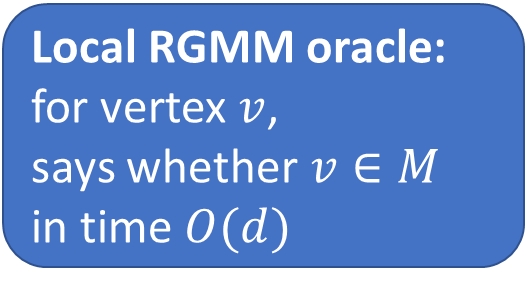 Local RGMM oracle:
for vertex 𝑣,
says whether 𝑣 ∈ 𝑀
in time 𝑂(𝑑)